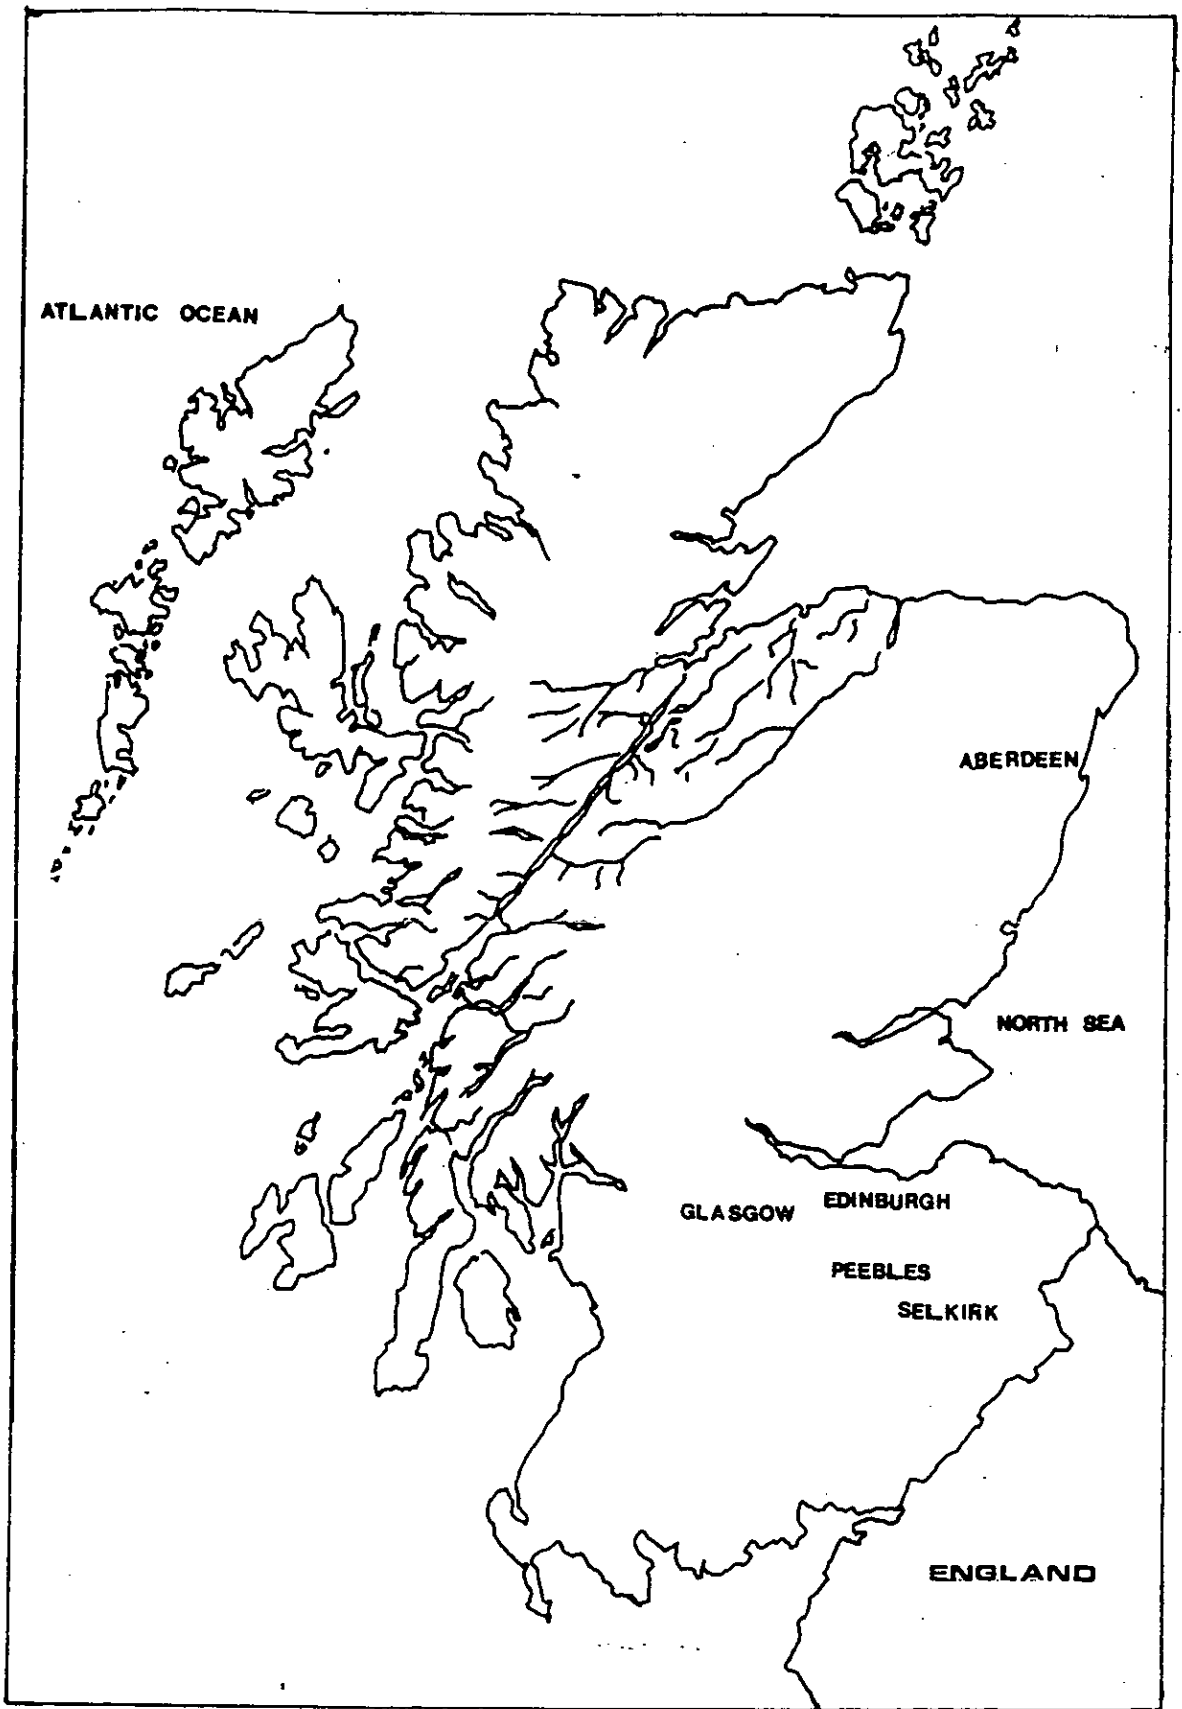 ATLANTIC OCEAN
ABERDEEN
NORTH SEA
EDINBURGH
GLASGOW
PEEBLES
SELKIRK
ENGLAND